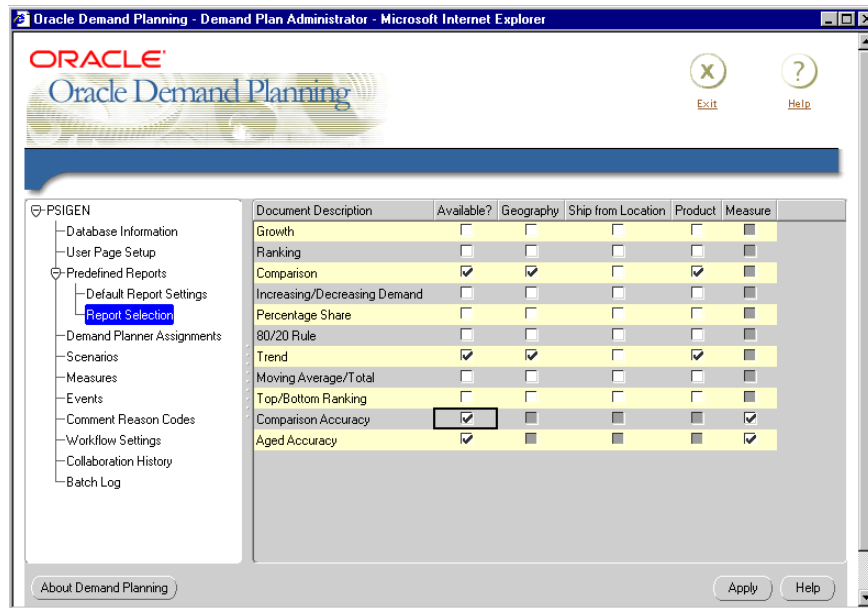 Oracle Demand Planning - Demand Plan Administrator - Microsoft Internet Explorer
ORACLE
Oracle Demand Planning
X
?
Exit
Help
PSIGEN
Database Information
User Page Setup
Predefined Reports
Default Report Settings
Report Selection
Demand Planner Assignments
Scenarios
Measures
Events
Comment Reason Codes
Workflow Settings
Collaboration History
Batch Log
Document Description Available? Geography Ship from Location Product Measure
Growth
Ranking
Comparison
Increasing/Decreasing Demand
Percentage Share
80/20 Rule
Trend
Moving Average/Total
Top/Bottom Ranking
Comparison Accuracy
Aged Accuracy
About Demand Planning
Apply
Help